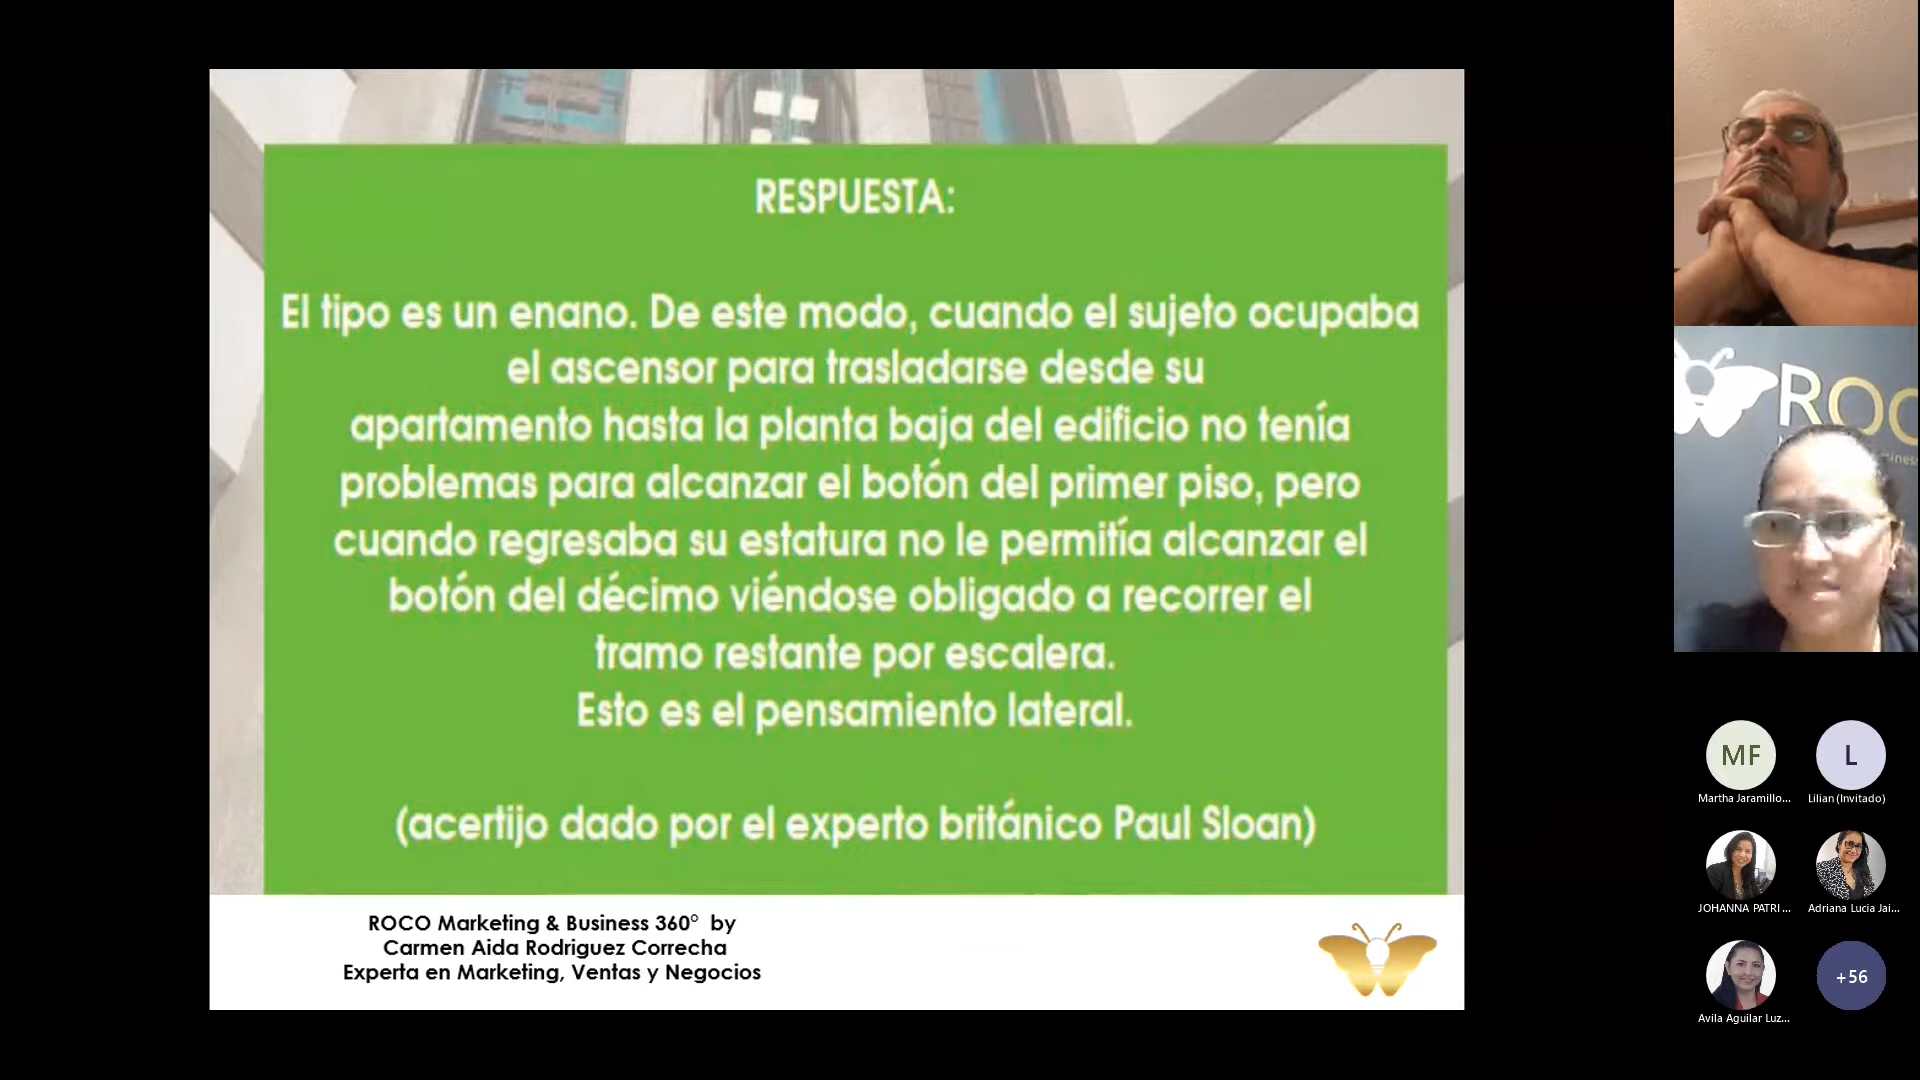 RESPUESTA:
El tipo es un enano. De este modo, cuando el sujeto ocupaba
el ascensor para trasladarse desde su
apartamento hasta la planta baja del edificio no tenía
problemas para alcanzar el botón del primer piso, pero
cuando regresaba su estatura no le permitía alcanzar el
botón del décimo viéndose obligado a recorrer el
tramo restante por escalera.
Esto es el pensamiento lateral.
(acertijo dado por el experto británico Paul Sloan)
ROCO Marketing & Business 360° by
Carmen Aida Rodriguez Correcha
Experta en Marketing, Ventas y Negocios
ROC
MF
L
Martha Jaramillo...
Lilian (Invitado)
JOHANNA PATRI...
Adriana Lucía Jai...
+56
Avila Aguilar Luz...